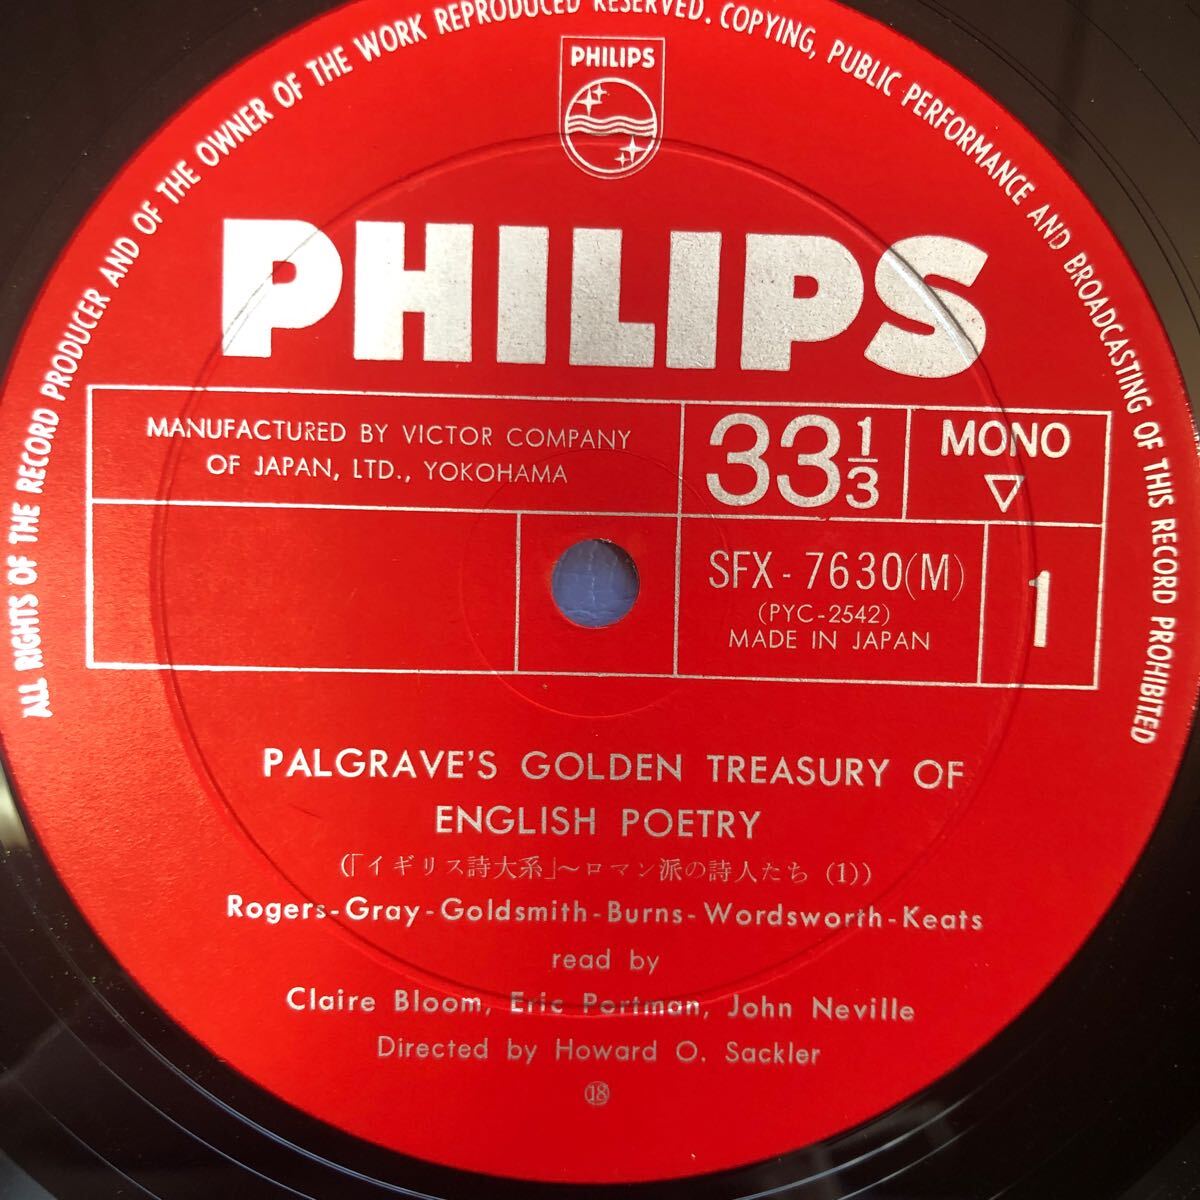 ALL RIGHTS OF THE RECORD PRODUCER AND OF THE OWNER OF THE WORK REPRODUCED RESERVED. COPYING, PUBLIC PERFORMANCE AND BROADCASTING OF THIS RECORD PROHIBITED
PHILIPS
PHILIPS
MANUFACTURED BY VICTOR COMPANY
OF JAPAN, LTD., YOKOHAMA
33 1/3
MONO
▽
SFX-7630(M)
(PYC-2542)
MADE IN JAPAN
1
PALGRAVE'S GOLDEN TREASURY OF
ENGLISH POETRY
(「イギリス詩大系」~ロマン派の詩人たち (1))
Rogers-Gray-Goldsmith-Burns-Wordsworth-Keats
read by
Claire Bloom, Eric Portman, John Neville
Directed by Howard O. Sackler
⑱